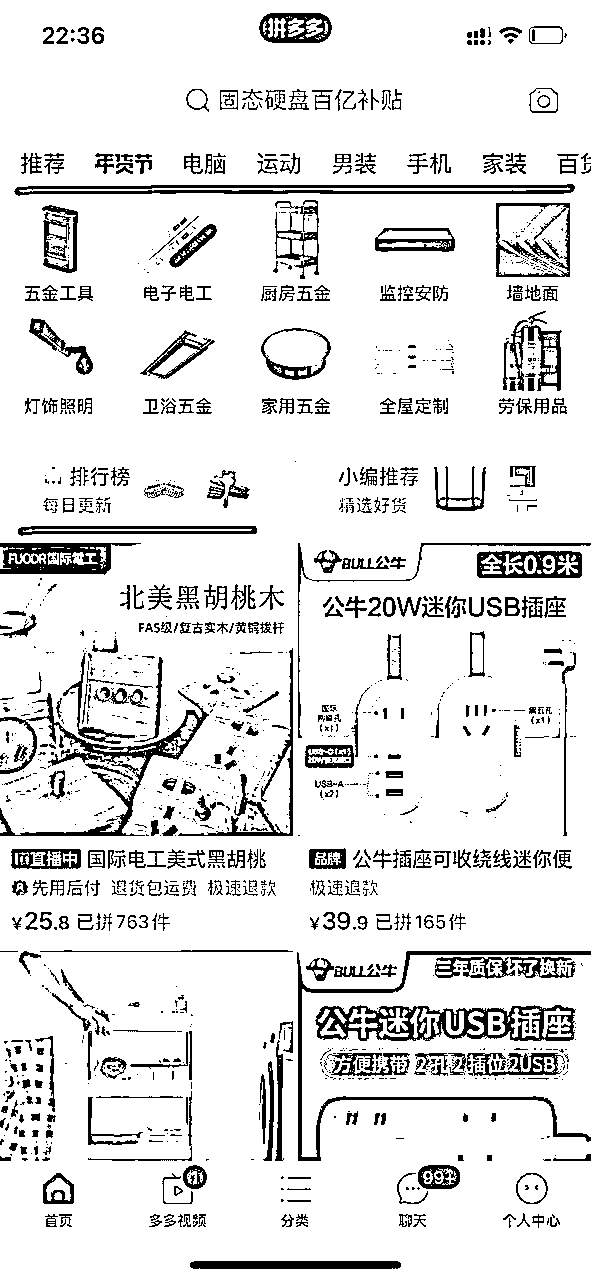 22:36
拼多多
固态硬盘百亿补贴
推荐 年货节 电脑 运动 男装 手机 家装 百货
五金工具 电子电工 厨房五金 监控安防 墙地面
灯饰照明 卫浴五金 家用五金 全屋定制 劳保用品
排行榜
每日更新
小编推荐
精选好货
FUODR国际電工
北美黑胡桃木
FAS级/复古实木/黄铜拨杆
BULL公牛
全长0.9米
公牛20W迷你USB插座
国际
两孔
(x1)
新五孔
(x1)
USB-A
(x2)
直播中 国际电工美式黑胡桃
先用后付 退货包运费 极速退款
¥25.8 已拼763件
品牌 公牛插座可收绕线迷你便
极速退款
¥39.9 已拼165件
BULL公牛
三年质保 坏了换新
公牛迷你USB插座
方便携带 2孔2插位2USB
首页 多多视频 分类 聊天 个人中心
99+